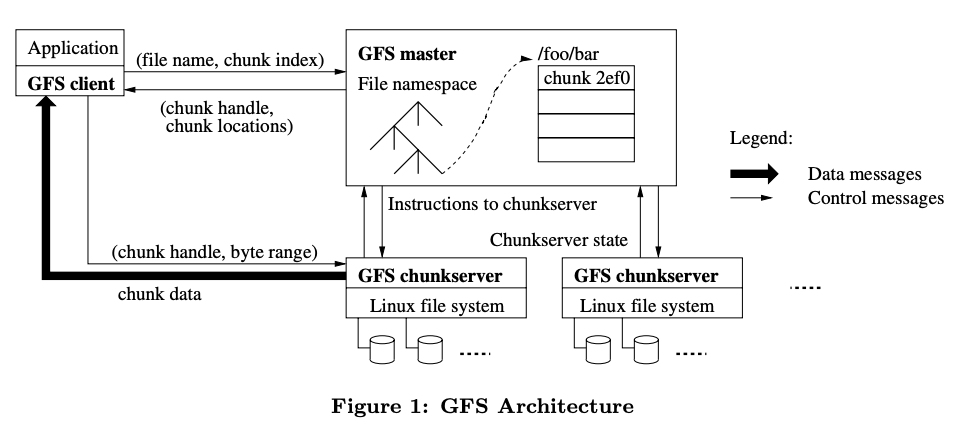 Application
GFS client
(file name, chunk index)
(chunk handle,
chunk locations)
GFS master
File namespace
/foo/bar
chunk 2ef0
Legend:
Data messages
Control messages
Instructions to chunkserver
Chunkserver state
(chunk handle, byte range)
chunk data
GFS chunkserver
Linux file system
GFS chunkserver
Linux file system
Figure 1: GFS Architecture